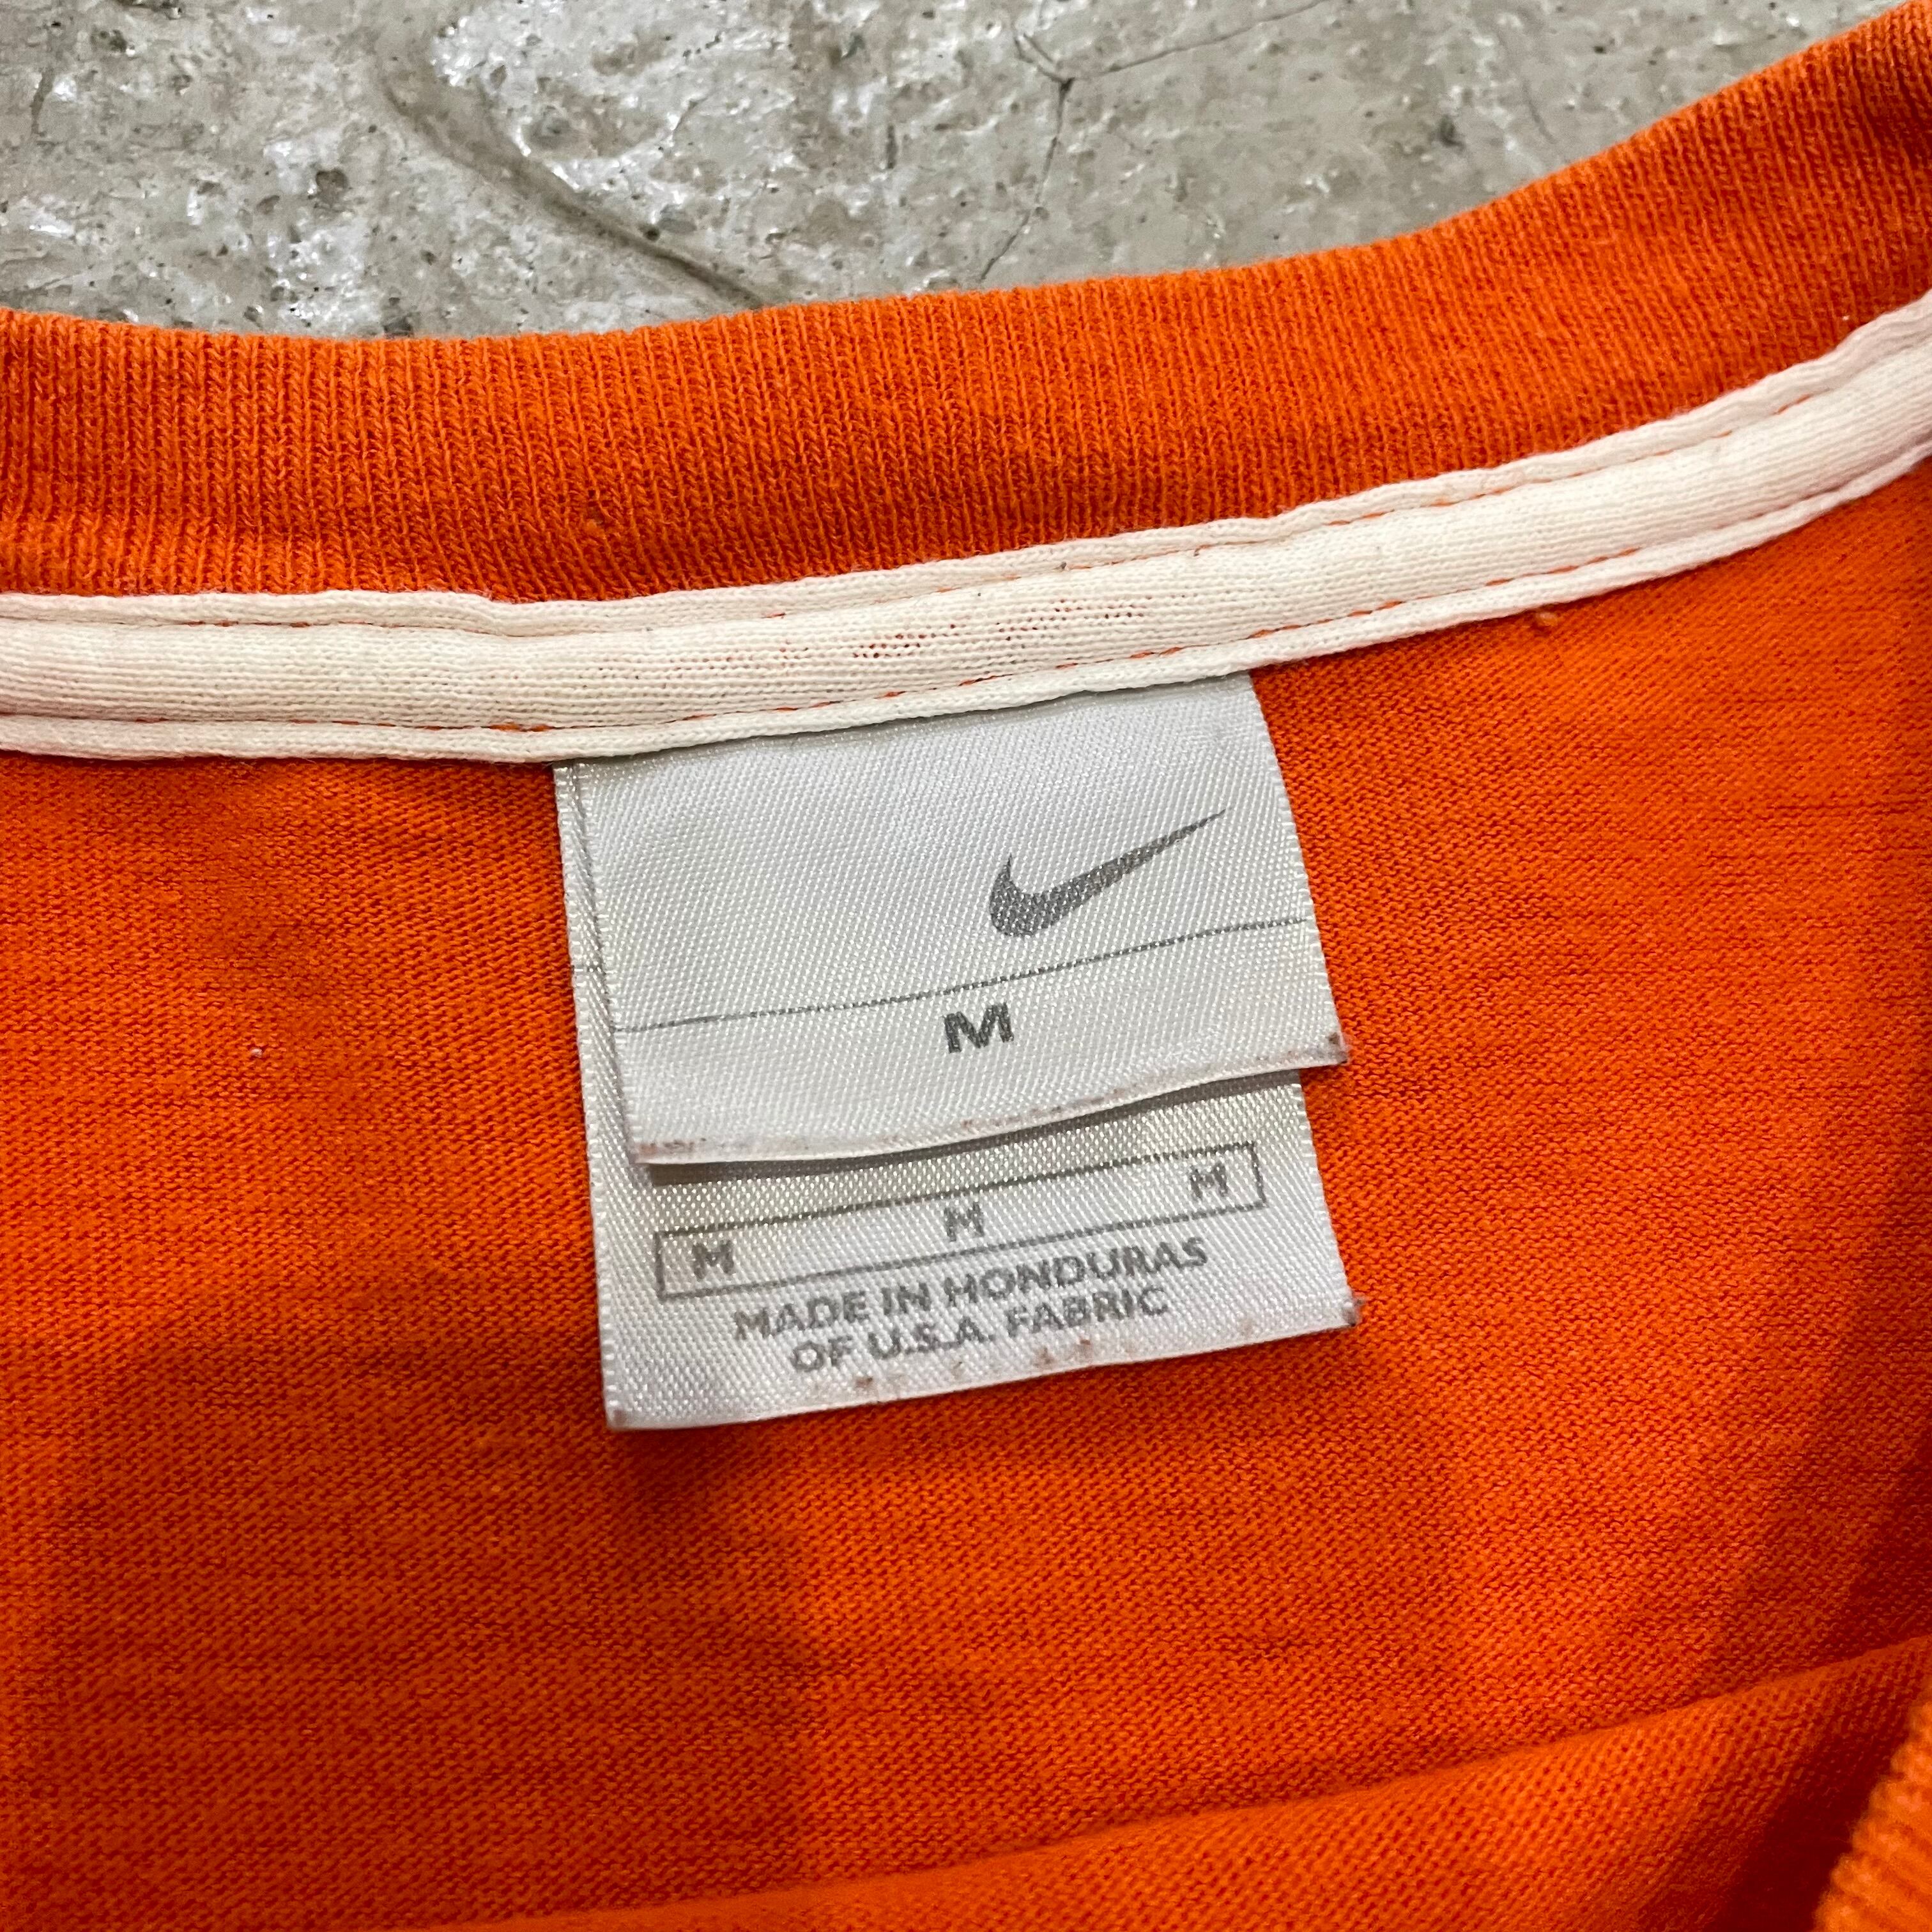 M
M M M
MADE IN HONDURAS
OF U.S.A. FABRIC